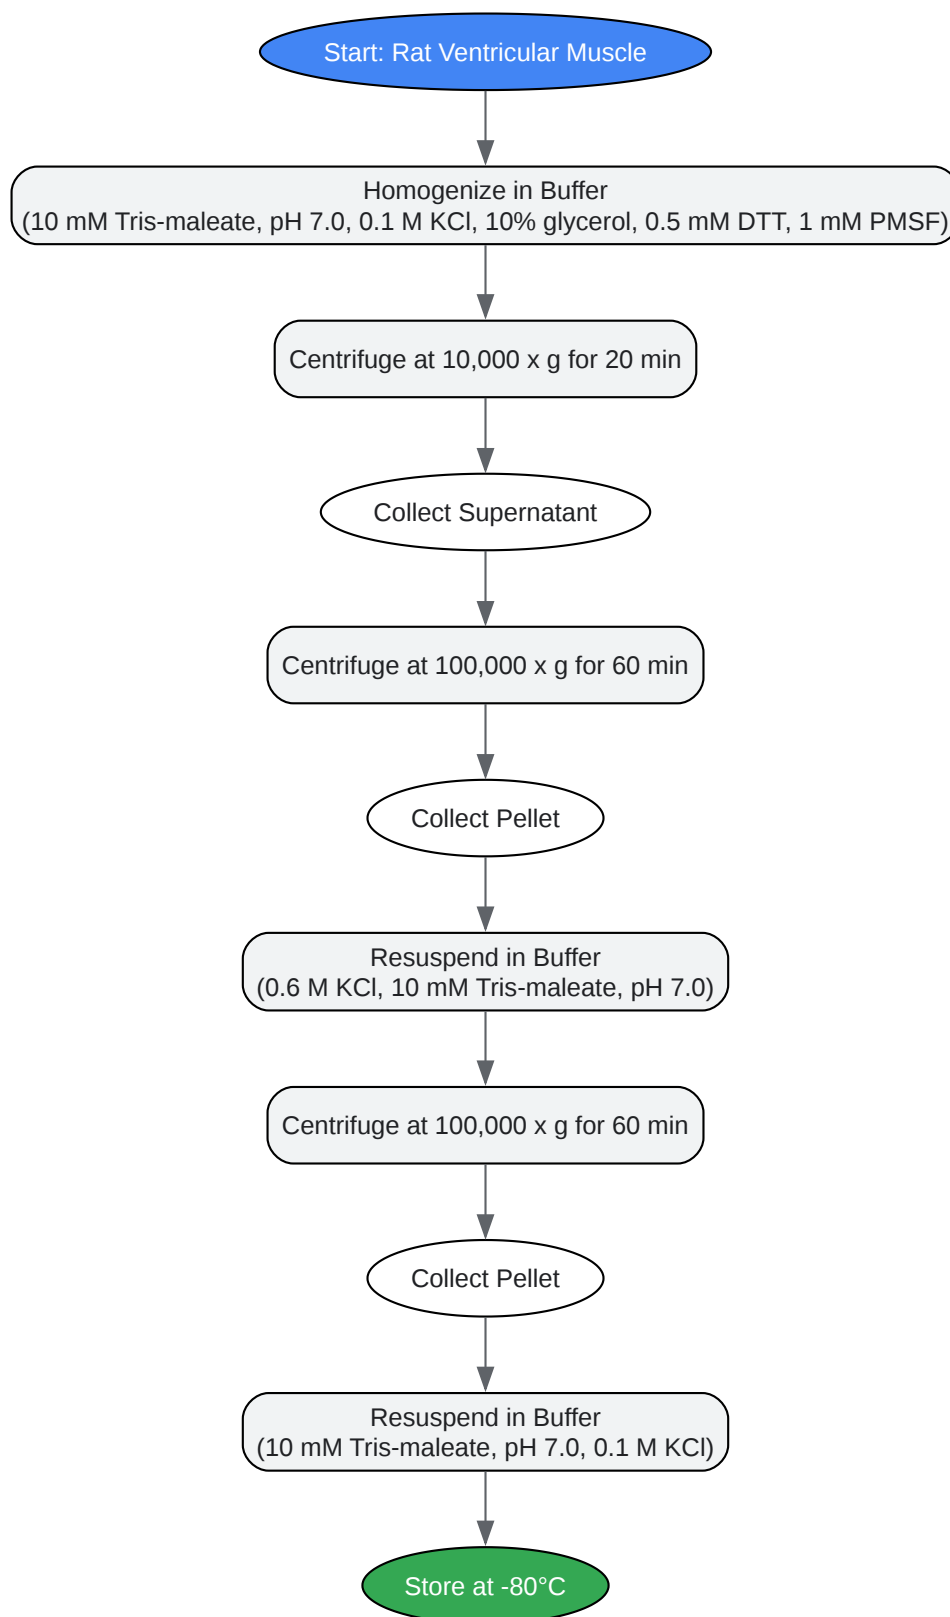 Start: Rat Ventricular Muscle
Homogenize in Buffer
(10 mM Tris-maleate, pH 7.0, 0.1 M KCl, 10% glycerol, 0.5 mM DTT, 1 mM PMSF)
Centrifuge at 10,000 x g for 20 min
Collect Supernatant
Centrifuge at 100,000 x g for 60 min
Collect Pellet
Resuspend in Buffer
(0.6 M KCl, 10 mM Tris-maleate, pH 7.0)
Centrifuge at 100,000 x g for 60 min
Collect Pellet
Resuspend in Buffer
(10 mM Tris-maleate, pH 7.0, 0.1 M KCl)
Store at -80°C